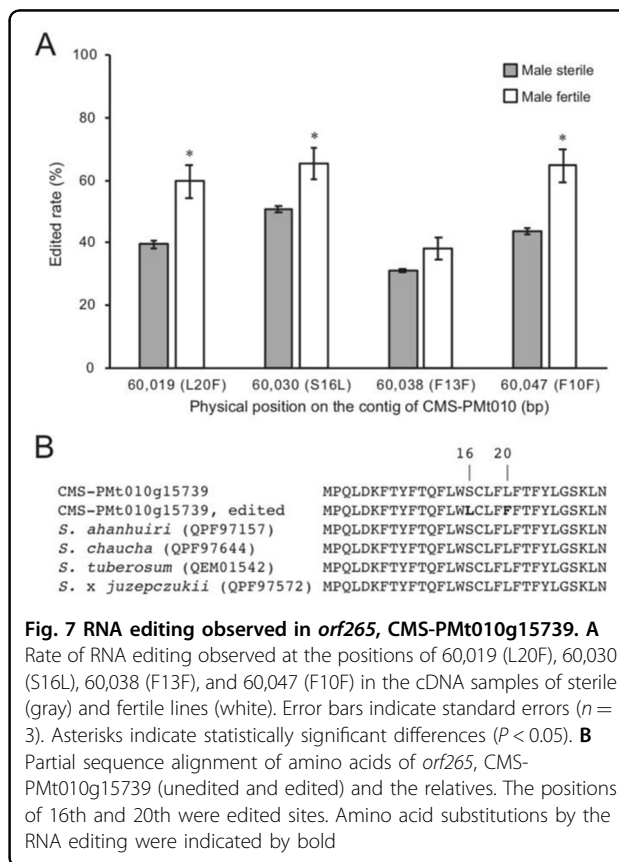 A
100
80
60
40
20
0
Edited rate (%)
Male sterile
Male fertile
*
*
*
60,019 (L20F) 60,030 (S16L) 60,038 (F13F) 60,047 (F10F)
Physical position on the contig of CMS-PMt010 (bp)
B
16 20
CMS-PMt010g15739 MPQLDKFTYFTQFLWSCLFLFTFYLGSKLN
CMS-PMt010g15739, edited MPQLDKFTYFTQFLWLCLFFFTFYLGSKLN
S. ahanhuiri (QPF97157) MPQLDKFTYFTQFLWSCLFLFTFYLGSKLN
S. chaucha (QPF97644) MPQLDKFTYFTQFLWSCLFLFTFYLGSKLN
S. tuberosum (QEM01542) MPQLDKFTYFTQFLWSCLFLFTFYLGSKLN
S. x juzepczukii (QPF97572) MPQLDKFTYFTQFLWSCLFLFTFYLGSKLN
Fig. 7 RNA editing observed in orf265, CMS-PMt010g15739. A
Rate of RNA editing observed at the positions of 60,019 (L20F), 60,030
(S16L), 60,038 (F13F), and 60,047 (F10F) in the cDNA samples of sterile
(gray) and fertile lines (white). Error bars indicate standard errors (n =
3). Asterisks indicate statistically significant differences (P < 0.05). B
Partial sequence alignment of amino acids of orf265, CMS-
PMt010g15739 (unedited and edited) and the relatives. The positions
of 16th and 20th were edited sites. Amino acid substitutions by the
RNA editing were indicated by bold